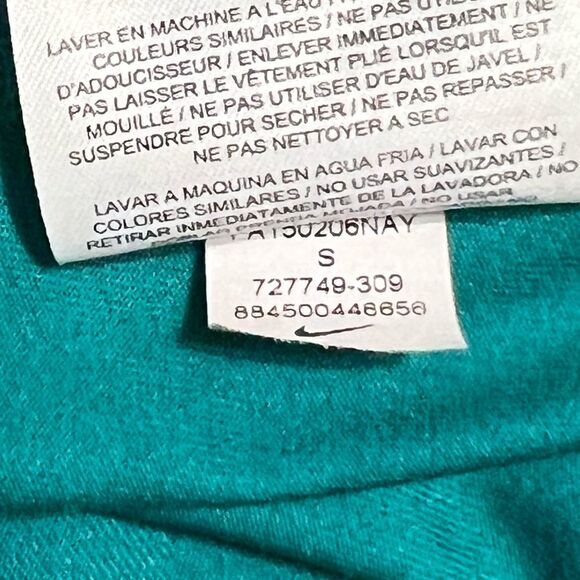 LAVER EN MACHINE A L'EAU
COULEURS SIMILAIRES / NE PAS
D'ADOUCISSEUR / ENLEVER IMMEDIATEMENT / NE
PAS LAISSER LE VÊTEMENT PLIÉ LORSQU'IL EST
MOUILLÉ / NE PAS UTILISER D'EAU DE JAVEL /
SUSPENDRE POUR SECHER / NE PAS REPASSER /
NE PAS NETTOYER A SEC
LAVAR A MAQUINA EN AGUA FRIA / LAVAR CON
COLORES SIMILARES / NO USAR SUAVIZANTES /
RETIRAR INMEDIATAMENTE DE LA LAVADORA / NO
S
727749-309
884500448656